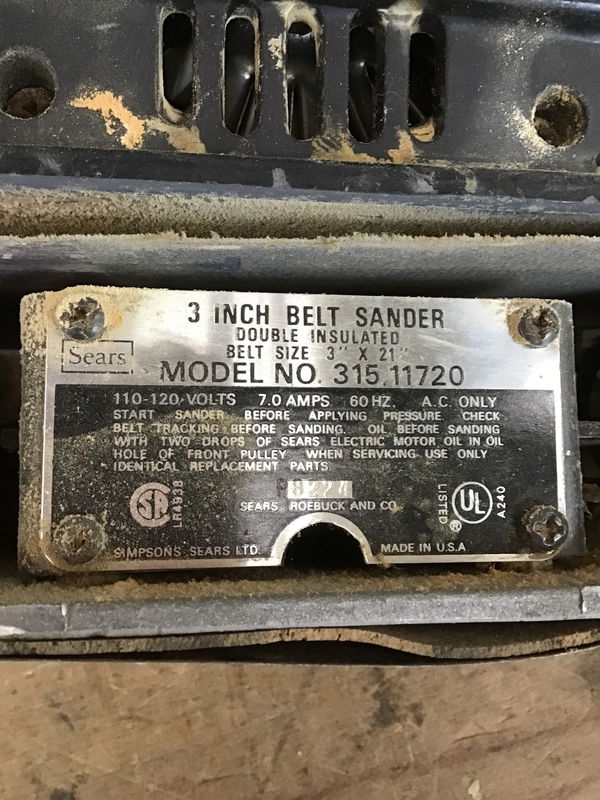 3 INCH BELT SANDER
DOUBLE INSULATED
BELT SIZE 3" X 21"
Sears
MODEL NO. 315.11720
110-120 VOLTS 7.0 AMPS 60 HZ. A.C. ONLY
START SANDER BEFORE APPLYING PRESSURE. CHECK
BELT TRACKING BEFORE SANDING. OIL BEFORE SANDING
WITH TWO DROPS OF SEARS ELECTRIC MOTOR OIL IN OIL
HOLE OF FRONT PULLEY. WHEN SERVICING USE ONLY
IDENTICAL REPLACEMENT PARTS.
SA
LR4938
8274
SEARS, ROEBUCK AND CO.
LISTED
UL
®
A240
SIMPSONS SEARS LTD.
MADE IN U.S.A.